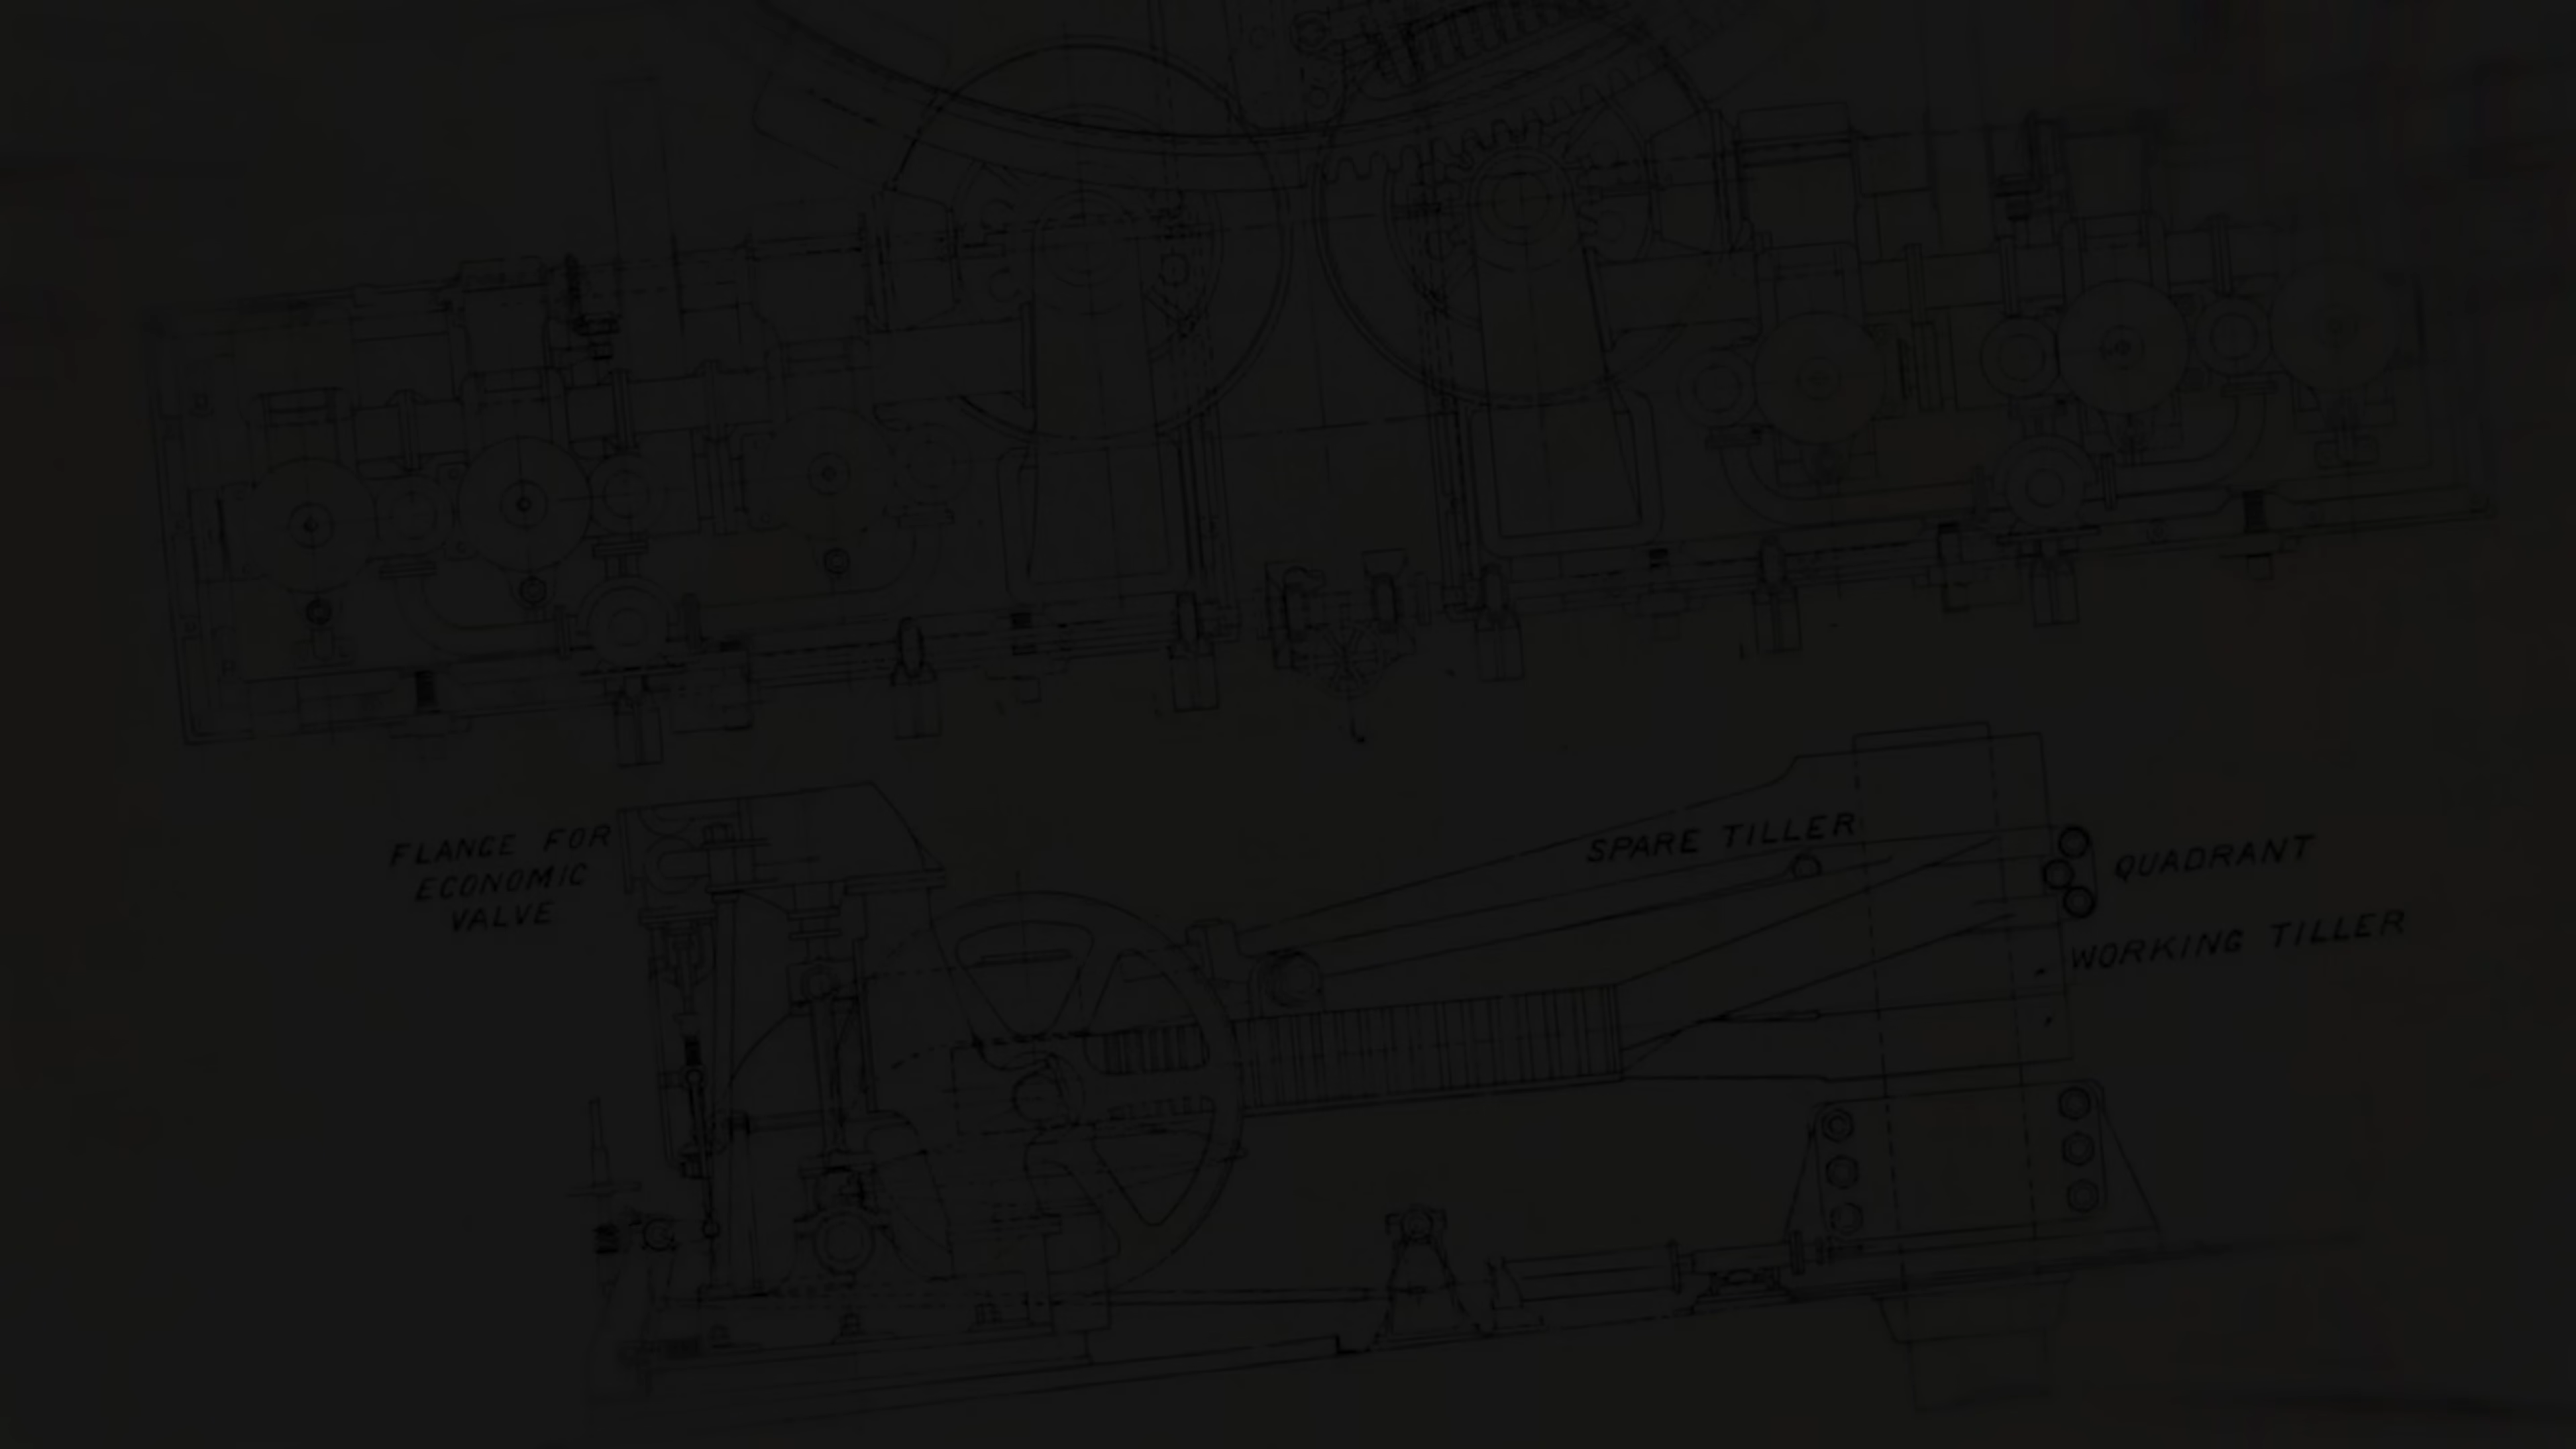 FLANGE FOR
ECONOMIC
VALVE
SPARE TILLER
QUADRANT
WORKING TILLER